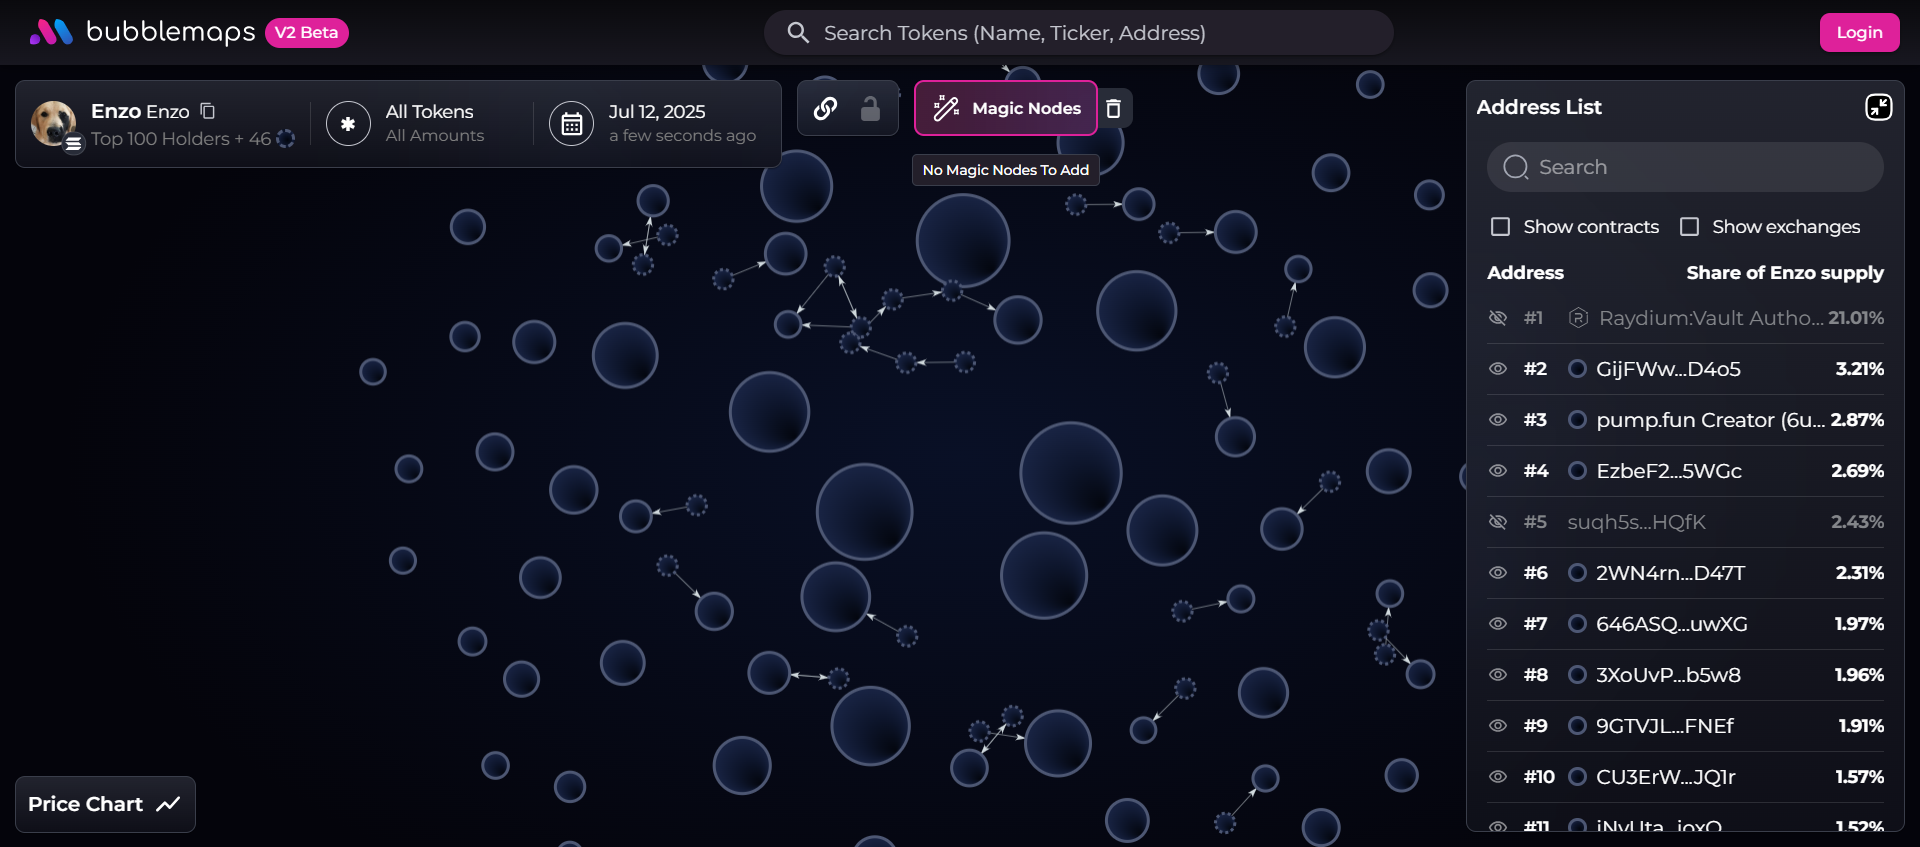 bubblemaps V2 Beta
Search Tokens (Name, Ticker, Address)
Login
Enzo Enzo
Top 100 Holders + 46
All Tokens
All Amounts
Jul 12, 2025
a few seconds ago
Magic Nodes
No Magic Nodes To Add
Address List
Search
Show contracts Show exchanges
Address Share of Enzo supply
#1 Raydium:Vault Autho... 21.01%
#2 GijFWw...D4o5 3.21%
#3 pump.fun Creator (6u... 2.87%
#4 EzbeF2...5WGc 2.69%
#5 suqh5s...HQfK 2.43%
#6 2WN4rn...D47T 2.31%
#7 646ASQ...uwXG 1.97%
#8 3XoUvP...b5w8 1.96%
#9 9GTVJL...FNEf 1.91%
#10 CU3ErW...JQ1r 1.57%
#11 1.52%
Price Chart